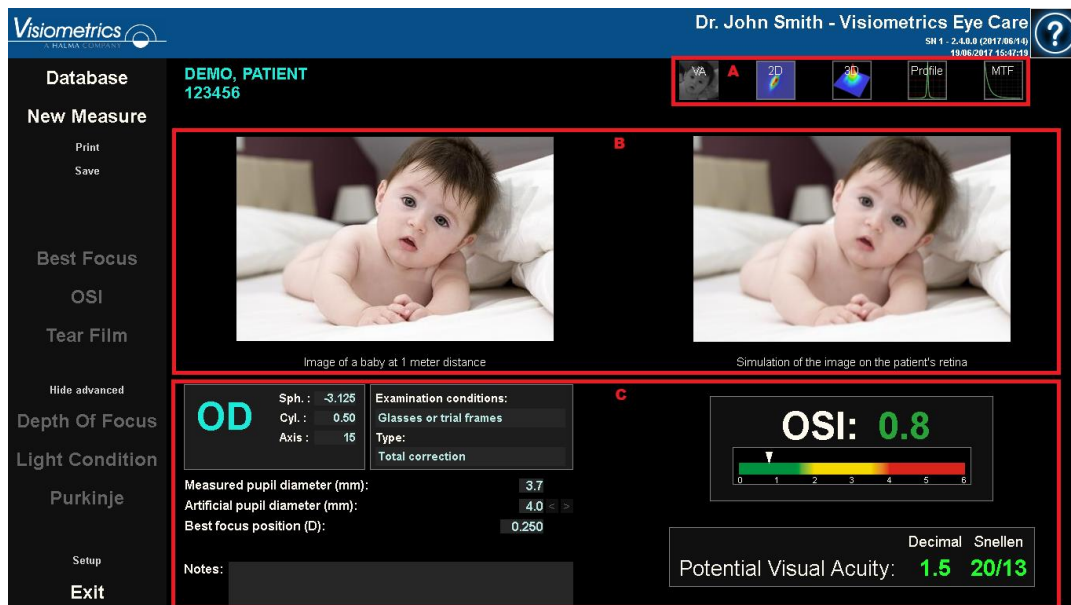 Visiometrics
A HALMA COMPANY
Dr. John Smith - Visiometrics Eye Care
SN 1 - 2.4.0.0 (2017/06/14)
19/06/2017 15:47:19
?
Database
New Measure
Print
Save
Best Focus
OSI
Tear Film
Hide advanced
Depth Of Focus
Light Condition
Purkinje
Setup
Exit
DEMO, PATIENT
123456
VA A 2D 3D Profile MTF
B
Image of a baby at 1 meter distance
Simulation of the image on the patient's retina
C
OD
Sph. : -3.125
Cyl. : 0.50
Axis : 15
Examination conditions:
Glasses or trial frames
Type:
Total correction
Measured pupil diameter (mm): 3.7
Artificial pupil diameter (mm): 4.0 < >
Best focus position (D): 0.250
Notes:
OSI: 0.8
0 1 2 3 4 5 6
Decimal Snellen
Potential Visual Acuity: 1.5 20/13